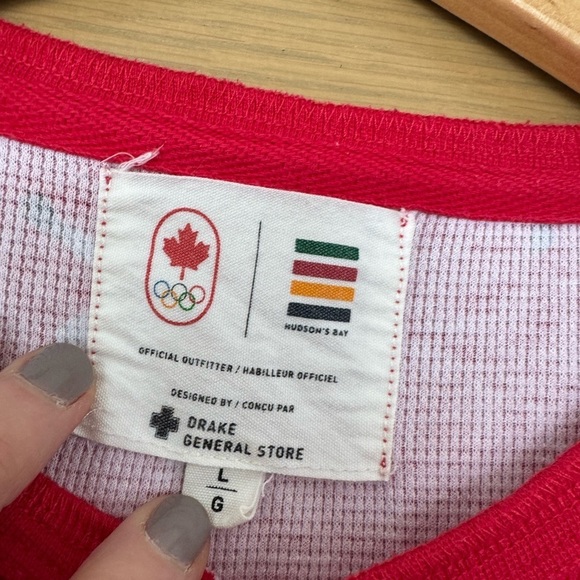 HUDSON'S BAY
OFFICIAL OUTFITTER / HABILLEUR OFFICIEL
DESIGNED BY / CONÇU PAR
DRAKE
GENERAL STORE
L
G